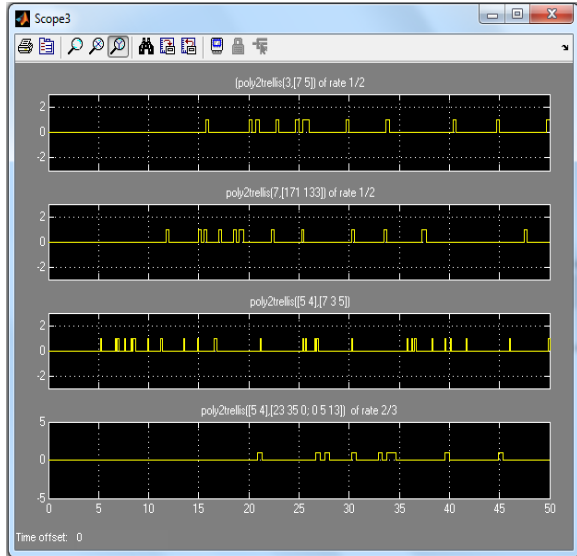 Scope3
(poly2trellis(3,[7 5]) of rate 1/2
2
0
-2
poly2trellis(7,[171 133]) of rate 1/2
2
0
-2
poly2trellis([5 4],[7 3 5])
2
0
-2
poly2trellis([5 4],[23 35 0; 0 5 13]) of rate 2/3
5
0
-5
0 5 10 15 20 25 30 35 40 45 50
Time offset: 0